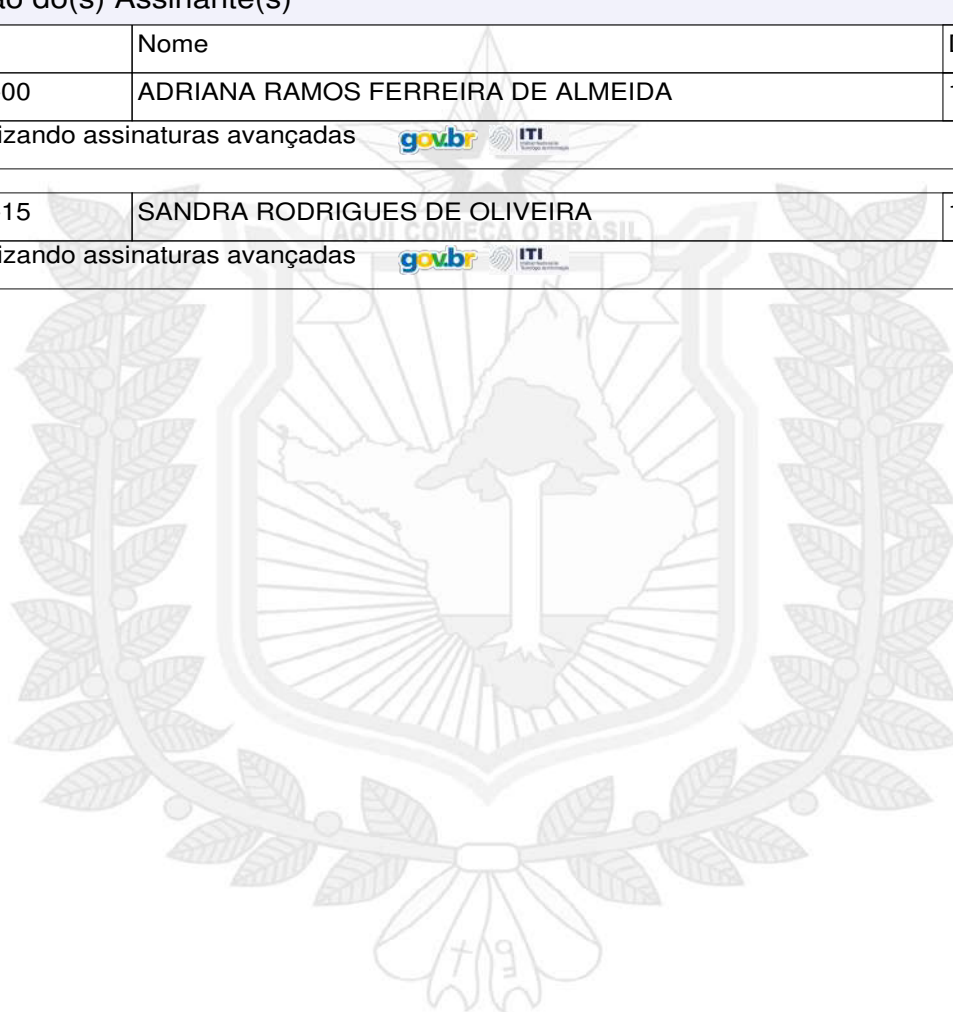 ão do(s) Assinante(s)
Nome
00 ADRIANA RAMOS FERREIRA DE ALMEIDA
izando assinaturas avançadas gov.br ITI
15 SANDRA RODRIGUES DE OLIVEIRA
AQUI COMEÇA O BRASIL
izando assinaturas avançadas gov.br ITI